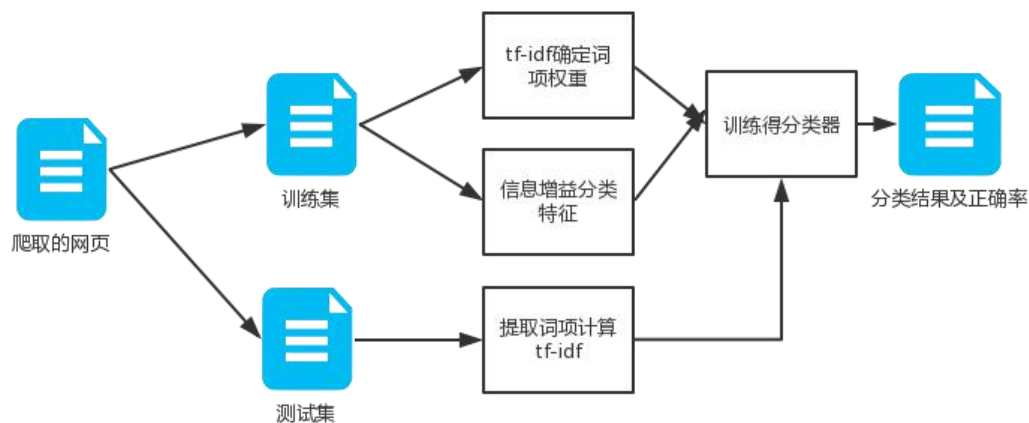 爬取的网页
训练集
测试集
tf-idf确定词
项权重
信息增益分类
特征
提取词项计算
tf-idf
训练得分类器
分类结果及正确率